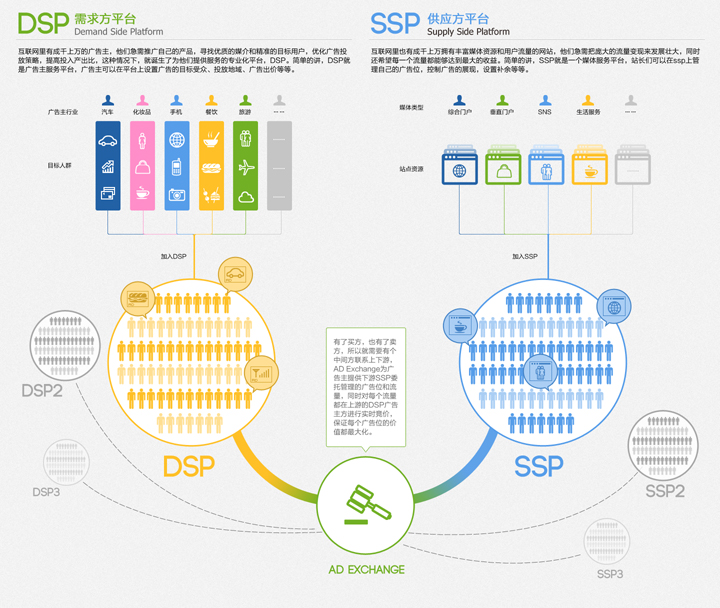 DSP 需求方平台
Demand Side Platform
互联网里有成千上万的广告主，他们急需推广自己的产品，寻找优质的媒介和精准的目标用户，优化广告投
放策略，提高投入产出比，这种情况下，就诞生了为他们提供服务的专业化平台，DSP。简单的讲，DSP就
是广告主服务平台，广告主可以在平台上设置广告的目标受众、投放地域、广告出价等等。
广告主行业
汽车
化妆品
手机
餐饮
旅游
目标人群
加入DSP
DSP
DSP2
DSP3
SSP 供应方平台
Supply Side Platform
互联网里也有成千上万拥有丰富媒体资源和用户流量的网站，他们急需把庞大的流量变现来发展壮大，同时
还希望每一个流量都能够达到最大的收益。简单的讲，SSP就是一个媒体服务平台，站长们可以在ssp上管
理自己的广告位，控制广告的展现，设置补余等等。
媒体类型
综合门户
垂直门户
SNS
生活服务
站点资源
加入SSP
SSP
SSP2
SSP3
有了买方，也有了卖
方，所以就需要有个
中间方联系上下游，
AD Exchange为广
告主提供下游SSP委
托管理的广告位和流
量，同时对每个流量
都在上游的DSP广告
主方进行实时竞价，
保证每个广告位的价
值都最大化。
AD EXCHANGE